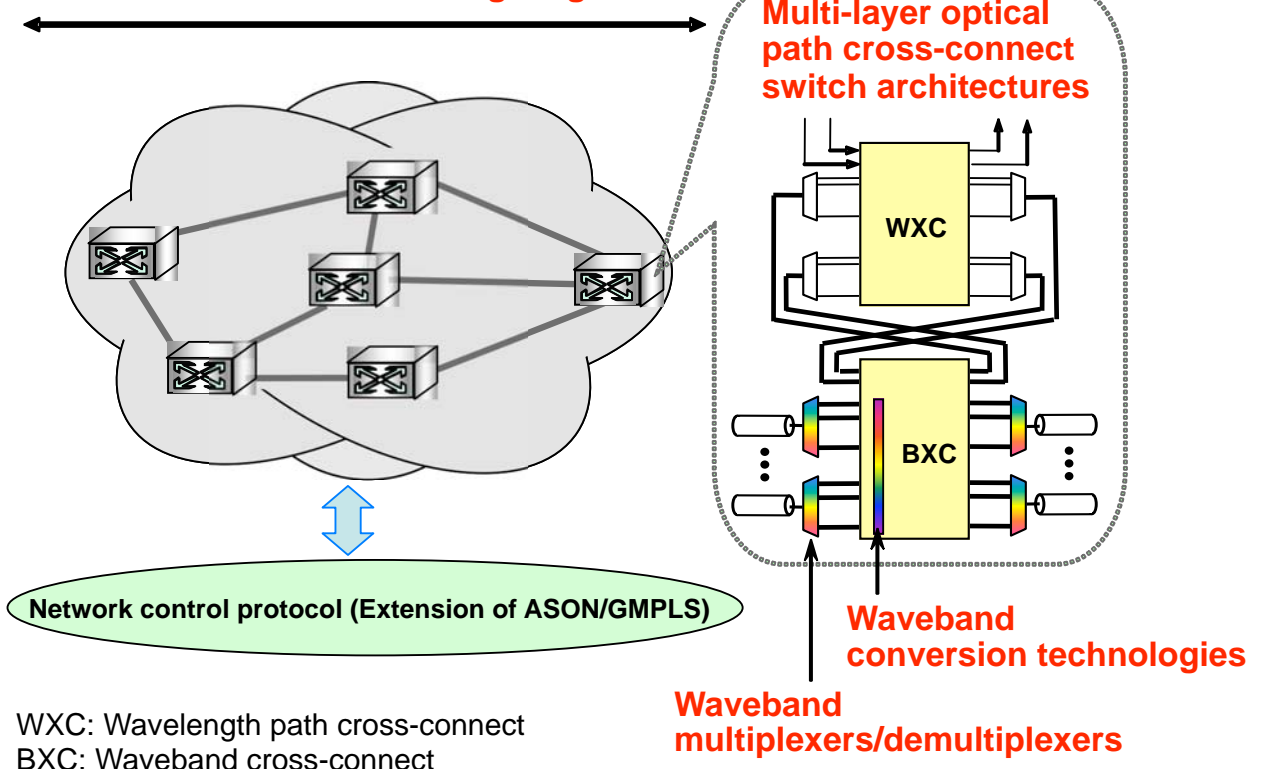 Multi-layer optical
path cross-connect
switch architectures
WXC
BXC
Network control protocol (Extension of ASON/GMPLS)
Waveband
conversion technologies
Waveband
multiplexers/demultiplexers
WXC: Wavelength path cross-connect
BXC: Waveband cross-connect